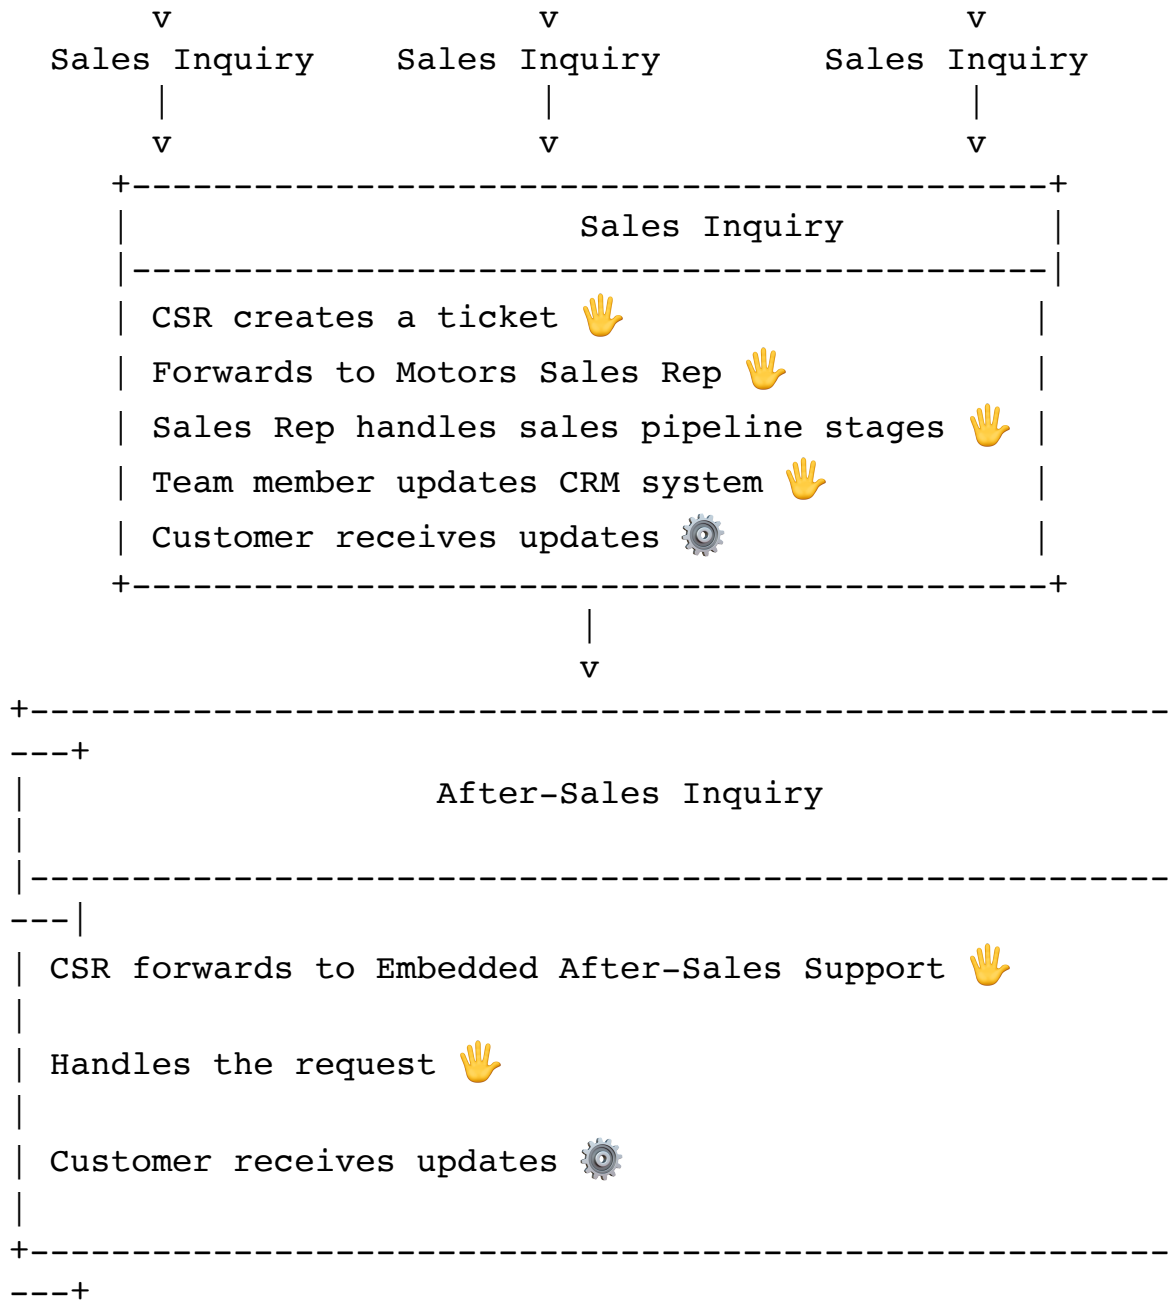 v v v
Sales Inquiry Sales Inquiry Sales Inquiry
| | |
v v v
+---------------------------------------------+
| Sales Inquiry |
|---------------------------------------------|
| CSR creates a ticket 🖐 |
| Forwards to Motors Sales Rep 🖐 |
| Sales Rep handles sales pipeline stages 🖐 |
| Team member updates CRM system 🖐 |
| Customer receives updates ⚙ |
+---------------------------------------------+
|
v
+--------------------------------------------------------
---+
| After-Sales Inquiry
|
|--------------------------------------------------------
---|
| CSR forwards to Embedded After-Sales Support 🖐
|
| Handles the request 🖐
|
| Customer receives updates ⚙
|
+--------------------------------------------------------
---+